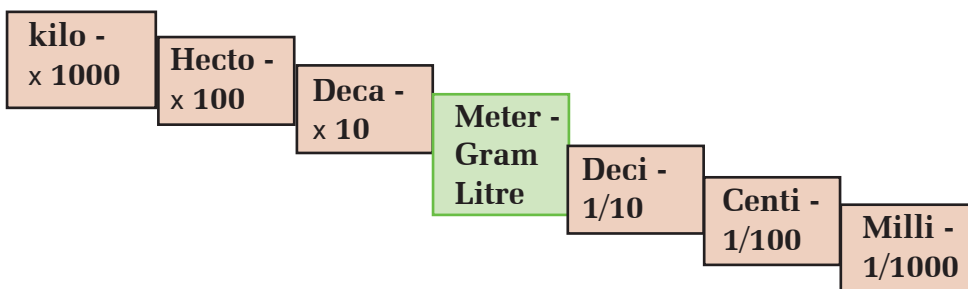 kilo -
x 1000
Hecto -
x 100
Deca -
x 10
Meter -
Gram
Litre
Deci -
1/10
Centi -
1/100
Milli -
1/1000